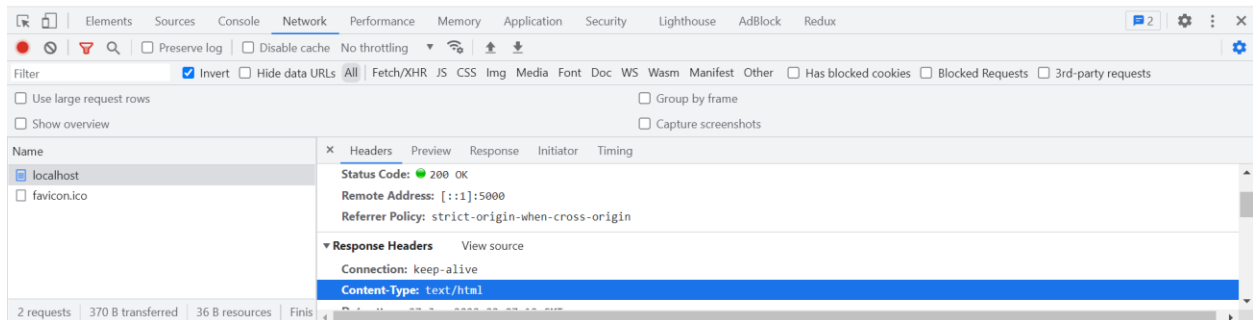 Elements Sources Console Network Performance Memory Application Security Lighthouse AdBlock Redux 2
Preserve log Disable cache No throttling
Filter Invert Hide data URLs All Fetch/XHR JS CSS Img Media Font Doc WS Wasm Manifest Other Has blocked cookies Blocked Requests 3rd-party requests
Use large request rows Group by frame
Show overview Capture screenshots
Name × Headers Preview Response Initiator Timing
localhost
favicon.ico
Status Code: 200 OK
Remote Address: [::1]:5000
Referrer Policy: strict-origin-when-cross-origin
Response Headers View source
Connection: keep-alive
Content-Type: text/html
2 requests 370 B transferred 36 B resources Finis